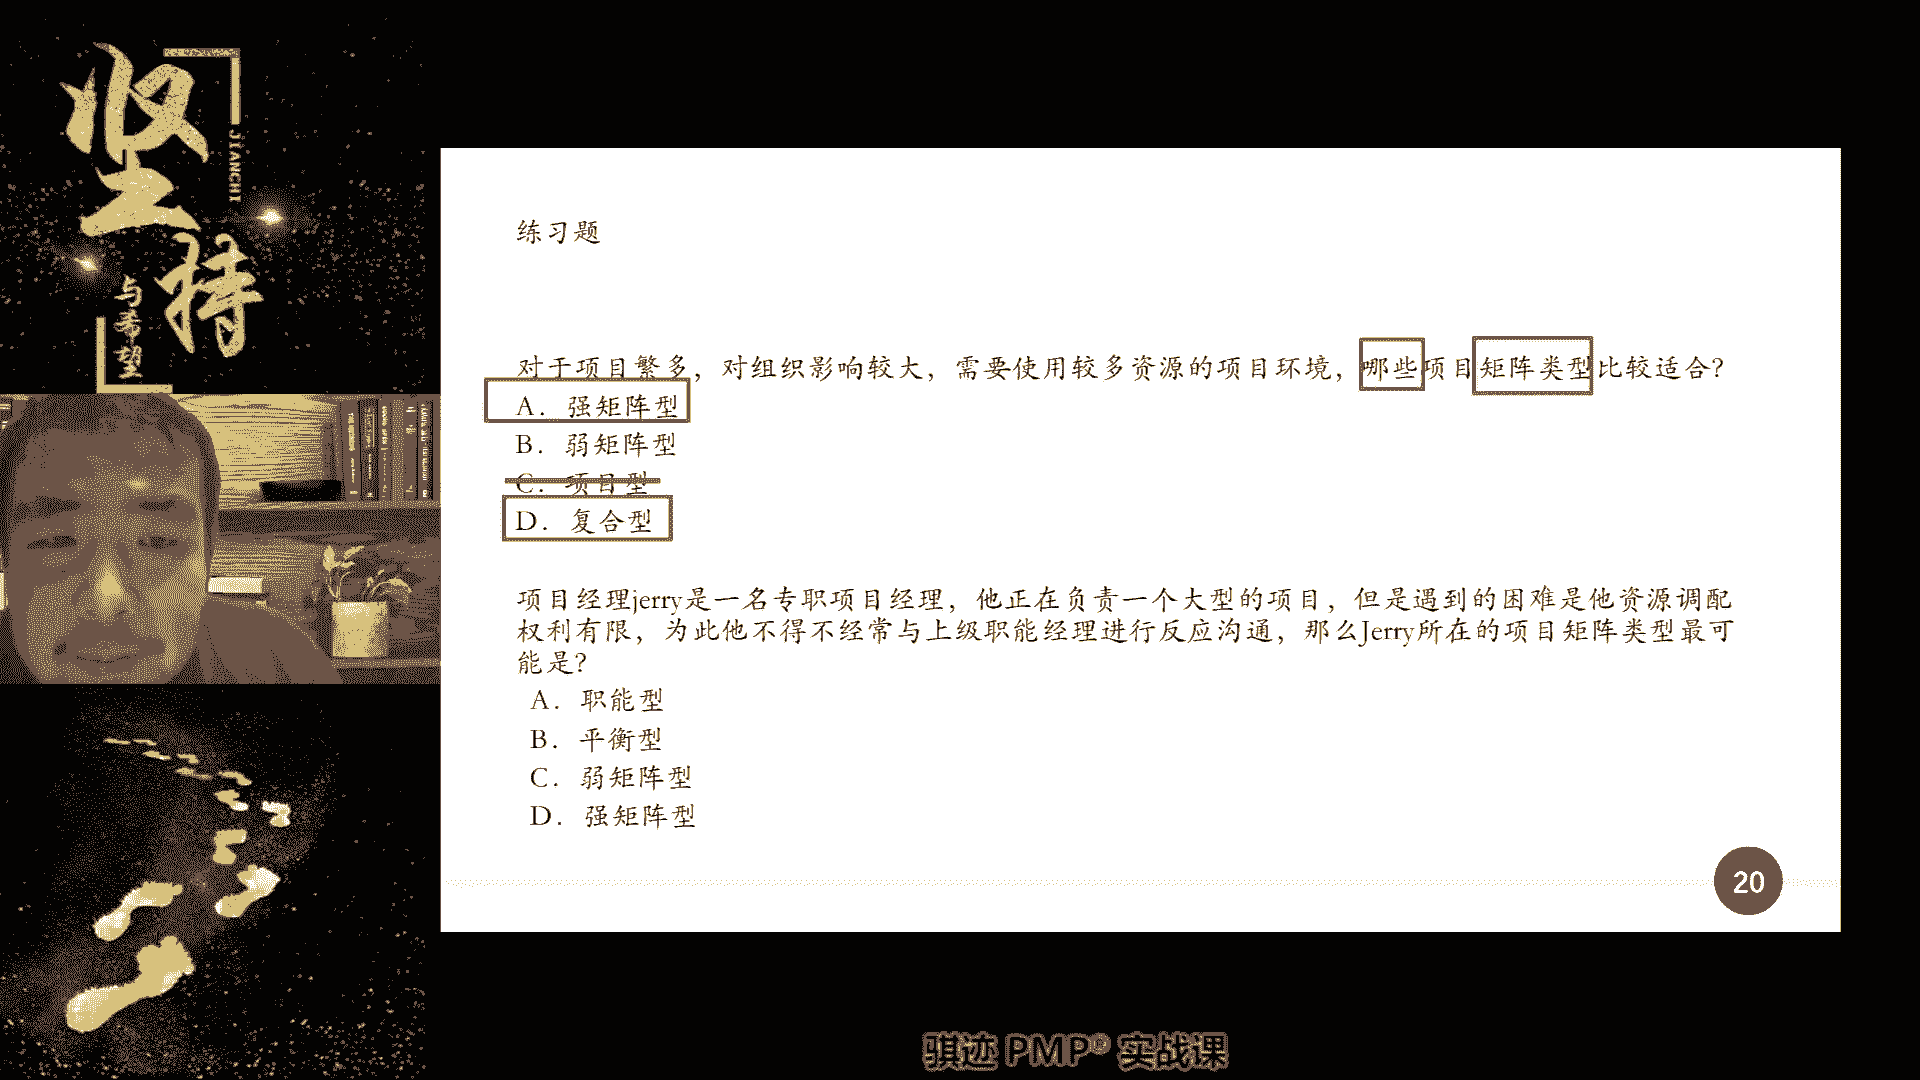 坚持
JIANCHI
与希望
练习题
对于项目繁多，对组织影响较大，需要使用较多资源的项目环境，哪些项目矩阵类型比较适合？
A. 强矩阵型
B. 弱矩阵型
C. 项目型
D. 复合型
项目经理jerry是一名专职项目经理，他正在负责一个大型的项目，但是遇到的困难是他资源调配
权利有限，为此他不得不经常与上级职能经理进行反应沟通，那么Jerry所在的项目矩阵类型最可
能是？
A. 职能型
B. 平衡型
C. 弱矩阵型
D. 强矩阵型
20
骐迹 PMP® 实战课